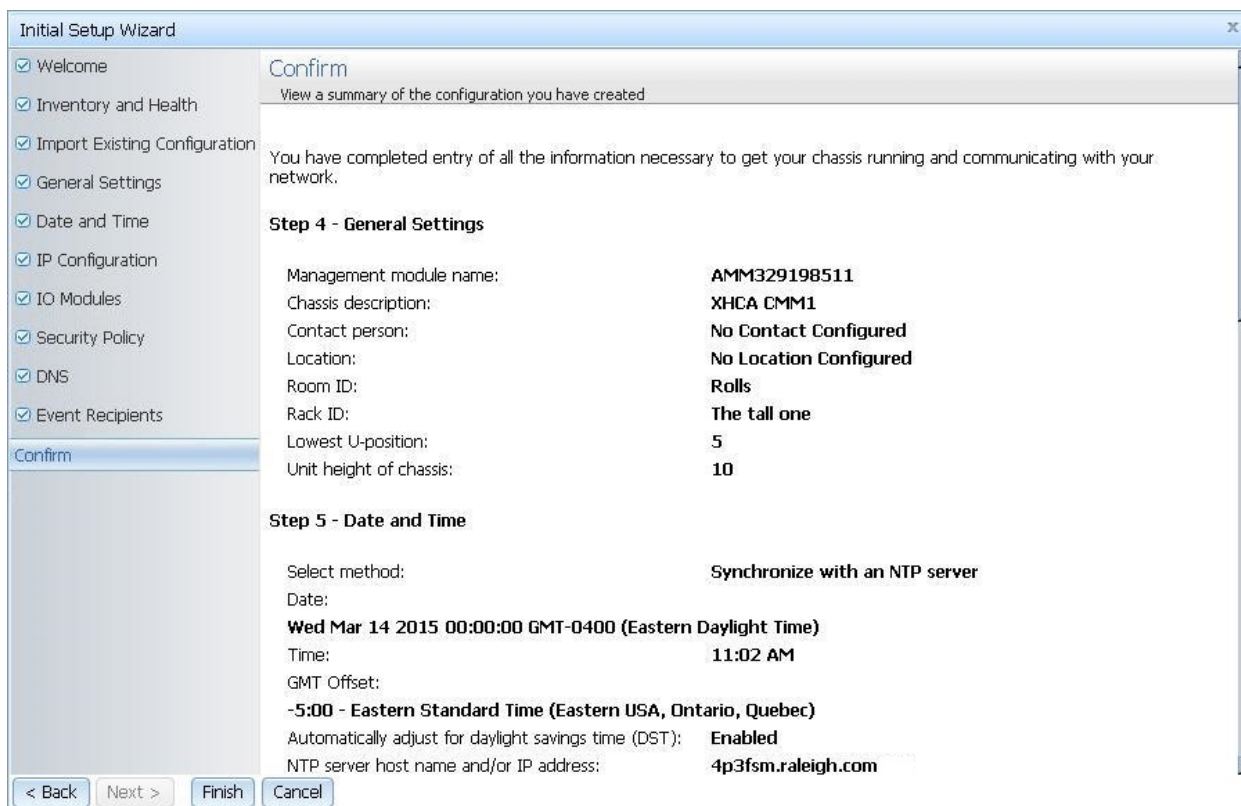 Initial Setup Wizard
x
Welcome
Inventory and Health
Import Existing Configuration
General Settings
Date and Time
IP Configuration
IO Modules
Security Policy
DNS
Event Recipients
Confirm
Confirm
View a summary of the configuration you have created
You have completed entry of all the information necessary to get your chassis running and communicating with your
network.
Step 4 - General Settings
Management module name: AMM329198511
Chassis description: XHCA CMM1
Contact person: No Contact Configured
Location: No Location Configured
Room ID: Rolls
Rack ID: The tall one
Lowest U-position: 5
Unit height of chassis: 10
Step 5 - Date and Time
Select method: Synchronize with an NTP server
Date:
Wed Mar 14 2015 00:00:00 GMT-0400 (Eastern Daylight Time)
Time: 11:02 AM
GMT Offset:
-5:00 - Eastern Standard Time (Eastern USA, Ontario, Quebec)
Automatically adjust for daylight savings time (DST): Enabled
NTP server host name and/or IP address: 4p3fsm.raleigh.com
< Back Next > Finish Cancel